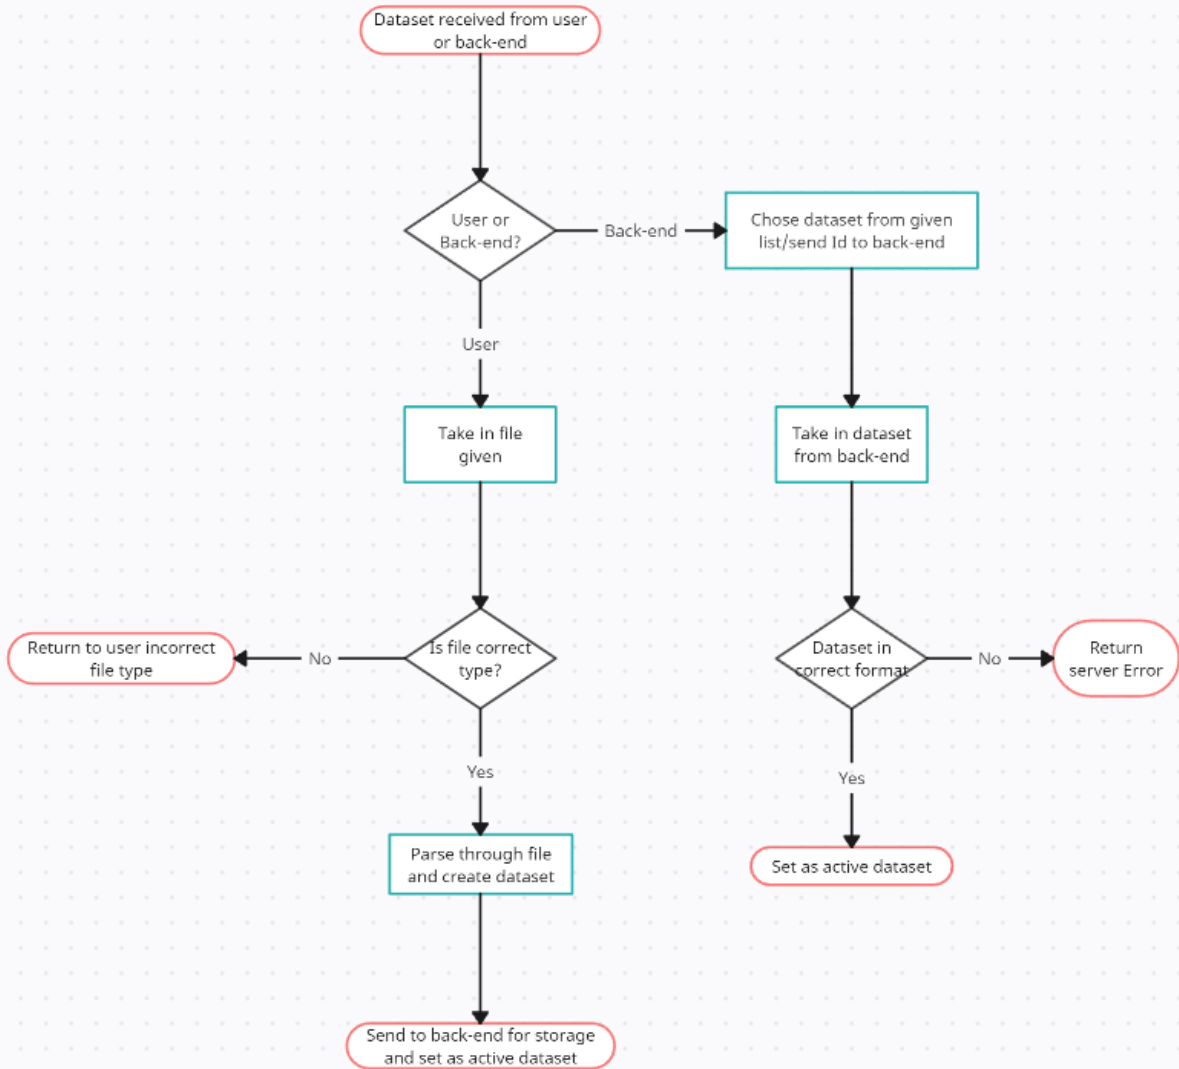 Dataset received from user
or back-end
User or
Back-end?
Back-end
Chose dataset from given
list/send Id to back-end
User
Take in file
given
Take in dataset
from back-end
Return to user incorrect
file type
No
Is file correct
type?
Dataset in
correct format
No
Return
server Error
Yes
Yes
Parse through file
and create dataset
Set as active dataset
Send to back-end for storage
and set as active dataset